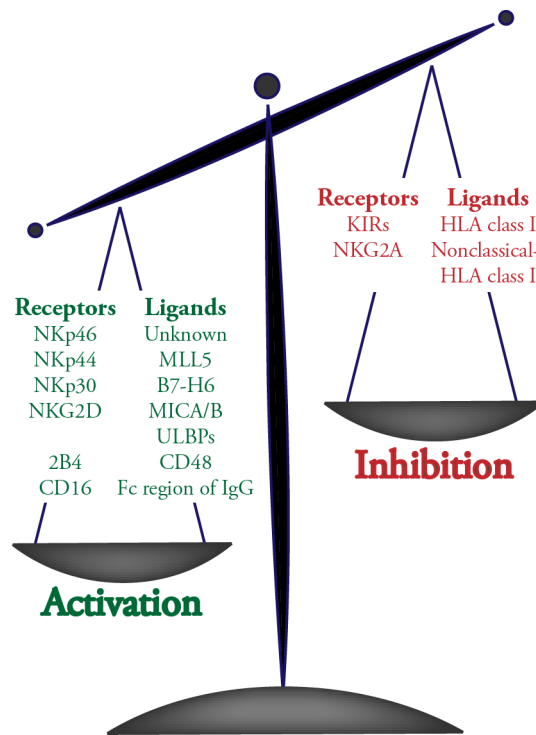 Receptors Ligands
KIRs HLA class I
NKG2A Nonclassical-
HLA class I
Inhibition
Receptors Ligands
NKp46 Unknown
NKp44 MLL5
NKp30 B7-H6
NKG2D MICA/B
ULBPs
2B4 CD48
CD16 Fc region of IgG
Activation